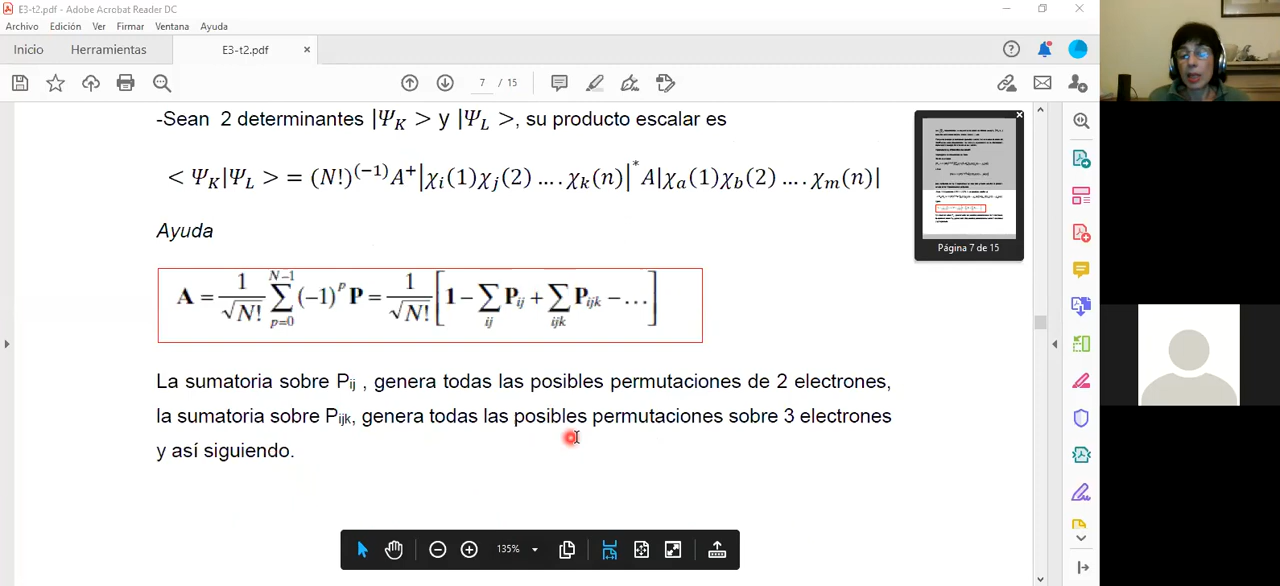 E3-t2.pdf - Adobe Acrobat Reader DC
Archivo Edición Ver Firmar Ventana Ayuda
Inicio Herramientas E3-t2.pdf ×
7 / 15
-Sean 2 determinantes |Ψ_K > y |Ψ_L >, su producto escalar es
< Ψ_K|Ψ_L > = (N!)^(−1) A^+|χ_i(1)χ_j(2) …. χ_k(n)|^* A|χ_a(1)χ_b(2) …. χ_m(n)|
Ayuda
A = 1/√N! ∑_{p=0}^{N−1} (−1)^p P = 1/√N! [1 − ∑_{ij} P_ij + ∑_{ijk} P_ijk − …]
La sumatoria sobre P_ij , genera todas las posibles permutaciones de 2 electrones,
la sumatoria sobre P_ijk, genera todas las posibles permutaciones sobre 3 electrones
y así siguiendo.
Página 7 de 15
135%